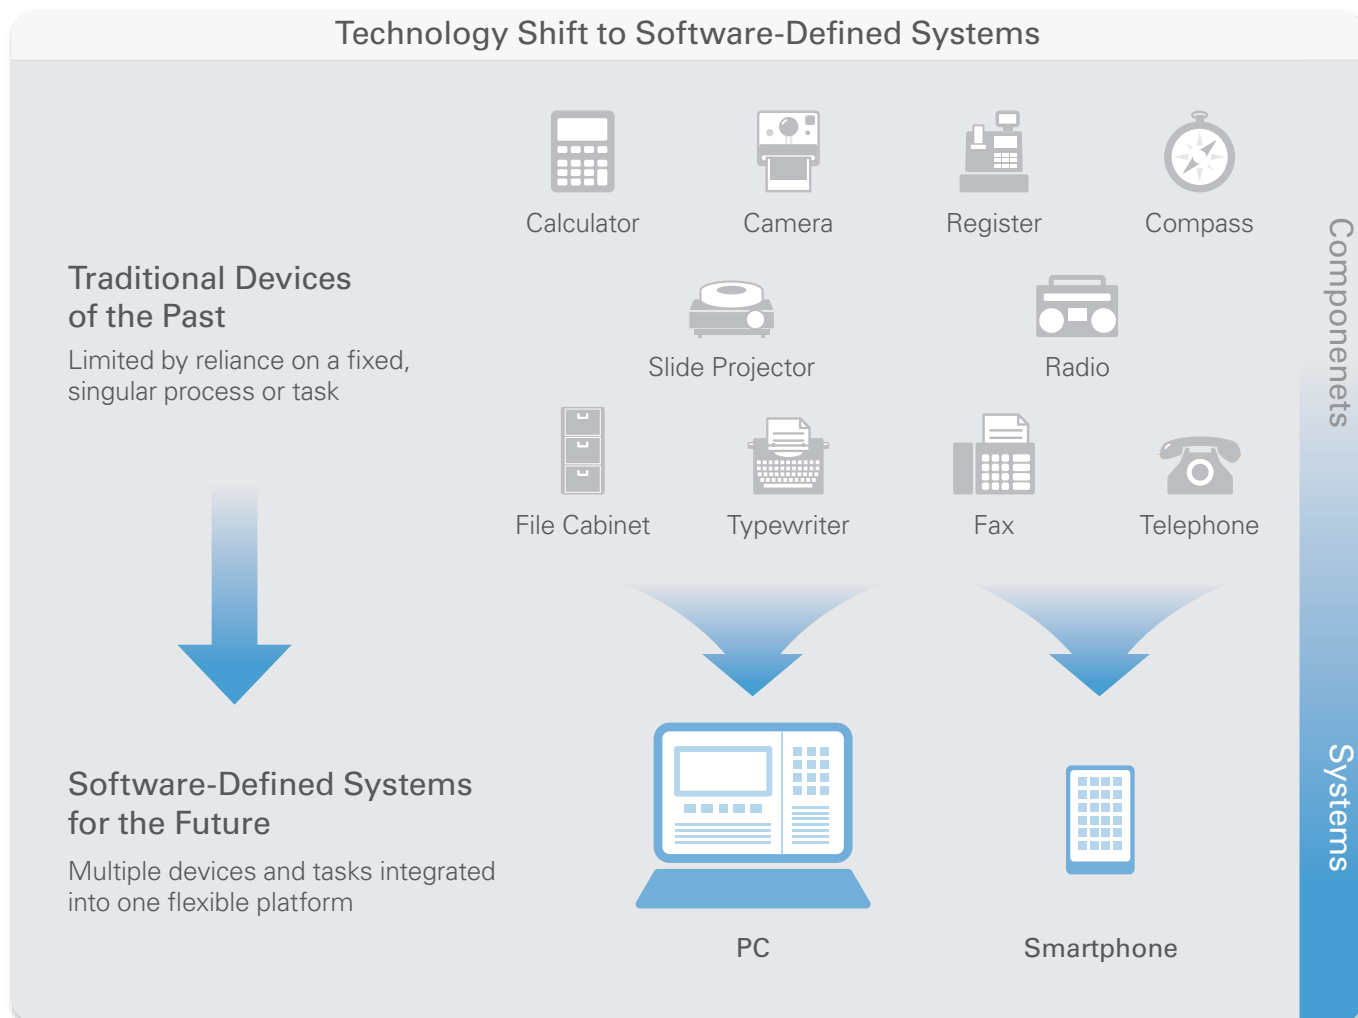 Technology Shift to Software-Defined Systems
Calculator
Camera
Register
Compass
Traditional Devices
of the Past
Limited by reliance on a fixed,
singular process or task
Slide Projector
Radio
File Cabinet
Typewriter
Fax
Telephone
Software-Defined Systems
for the Future
Multiple devices and tasks integrated
into one flexible platform
PC
Smartphone
Componenets
Systems